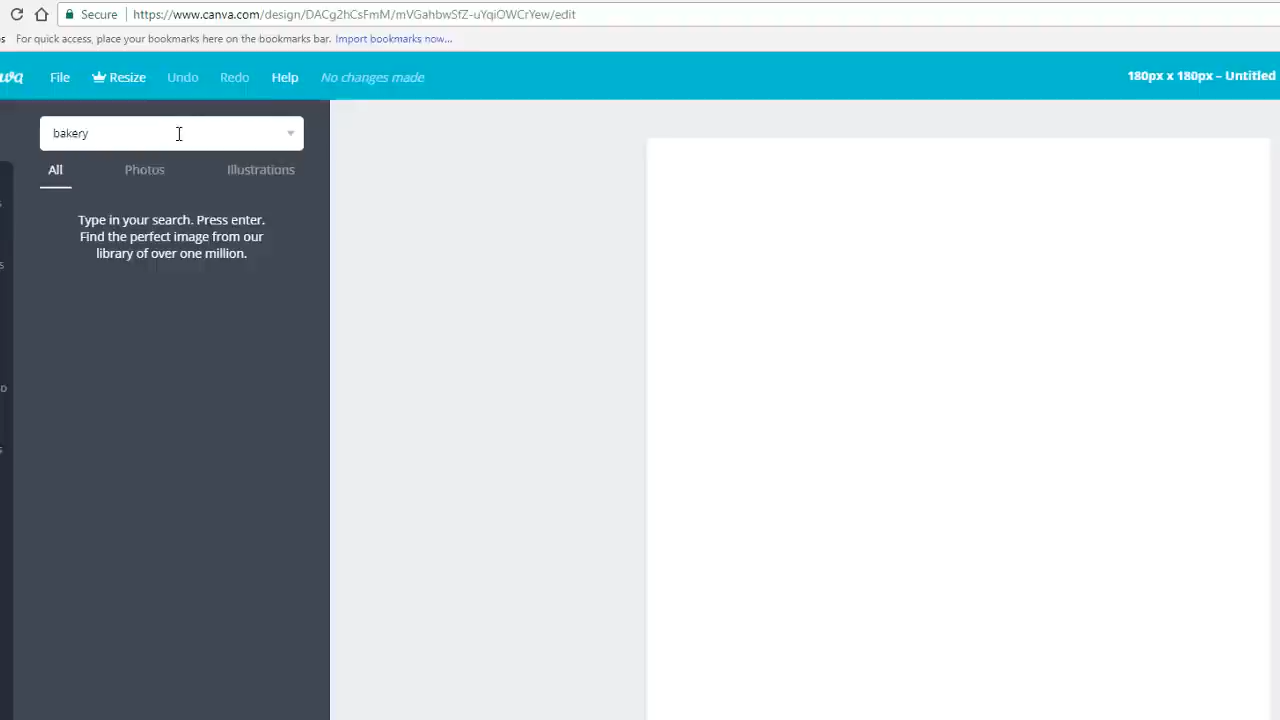 Secure https://www.canva.com/design/DACg2hCsFmM/mVGahbwSfZ-uYqiOWCrYew/edit
For quick access, place your bookmarks here on the bookmarks bar. Import bookmarks now...
File Resize Undo Redo Help No changes made 180px x 180px – Untitled
bakery
All Photos Illustrations
Type in your search. Press enter.
Find the perfect image from our
library of over one million.